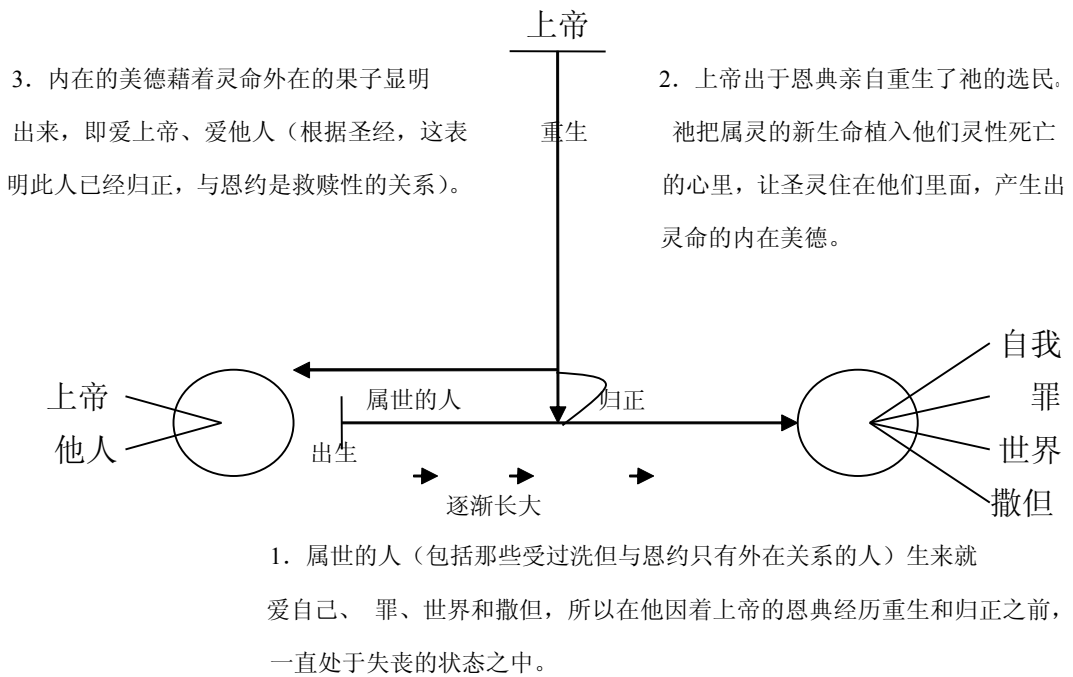 上帝
3．内在的美德藉着灵命外在的果子显明
出来，即爱上帝、爱他人（根据圣经，这表
明此人已经归正，与恩约是救赎性的关系）。
重生
2．上帝出于恩典亲自重生了祂的选民。
祂把属灵的新生命植入他们灵性死亡
的心里，让圣灵住在他们里面，产生出
灵命的内在美德。
上帝
他人
属世的人
归正
出生
逐渐长大
自我
罪
世界
撒但
1．属世的人（包括那些受过洗但与恩约只有外在关系的人）生来就
爱自己、 罪、世界和撒但，所以在他因着上帝的恩典经历重生和归正之前，
一直处于失丧的状态之中。